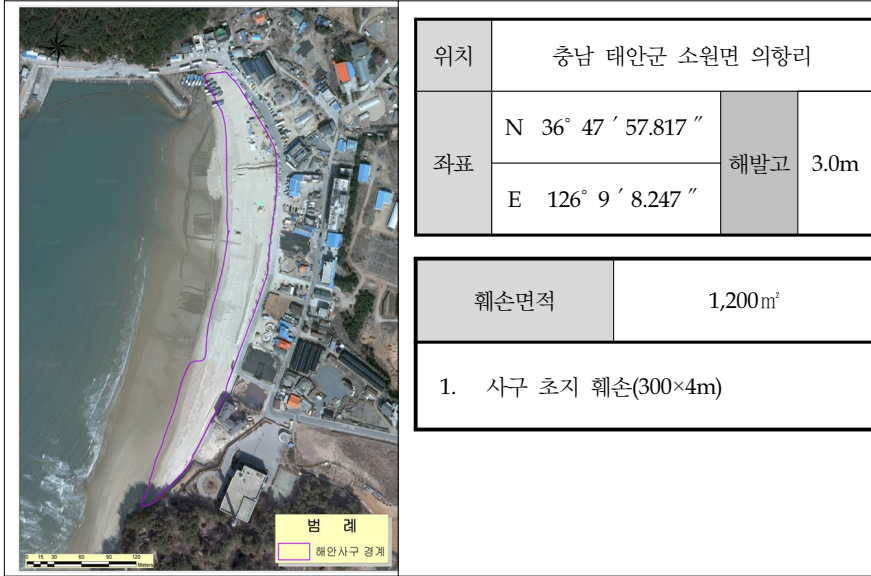 위치
충남 태안군 소원면 의항리
좌표
N 36° 47 ′ 57.817 ″
E 126° 9 ′ 8.247 ″
해발고
3.0m
훼손면적
1,200㎡
1. 사구 초지 훼손(300×4m)
범 례
해안사구 경계
0 15 30 60 90 120
Meters